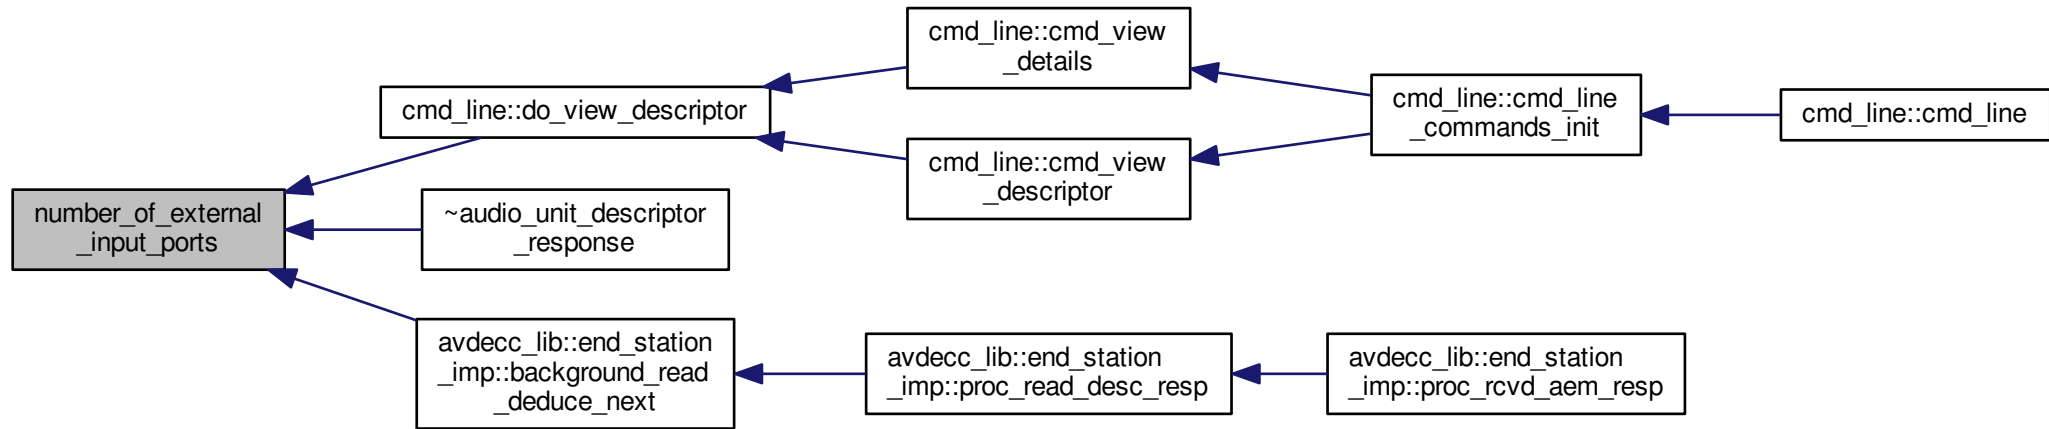 number_of_external
_input_ports
cmd_line::do_view_descriptor
cmd_line::cmd_view
_details
cmd_line::cmd_view
_descriptor
cmd_line::cmd_line
_commands_init
cmd_line::cmd_line
~audio_unit_descriptor
_response
avdecc_lib::end_station
_imp::background_read
_deduce_next
avdecc_lib::end_station
_imp::proc_read_desc_resp
avdecc_lib::end_station
_imp::proc_rcvd_aem_resp